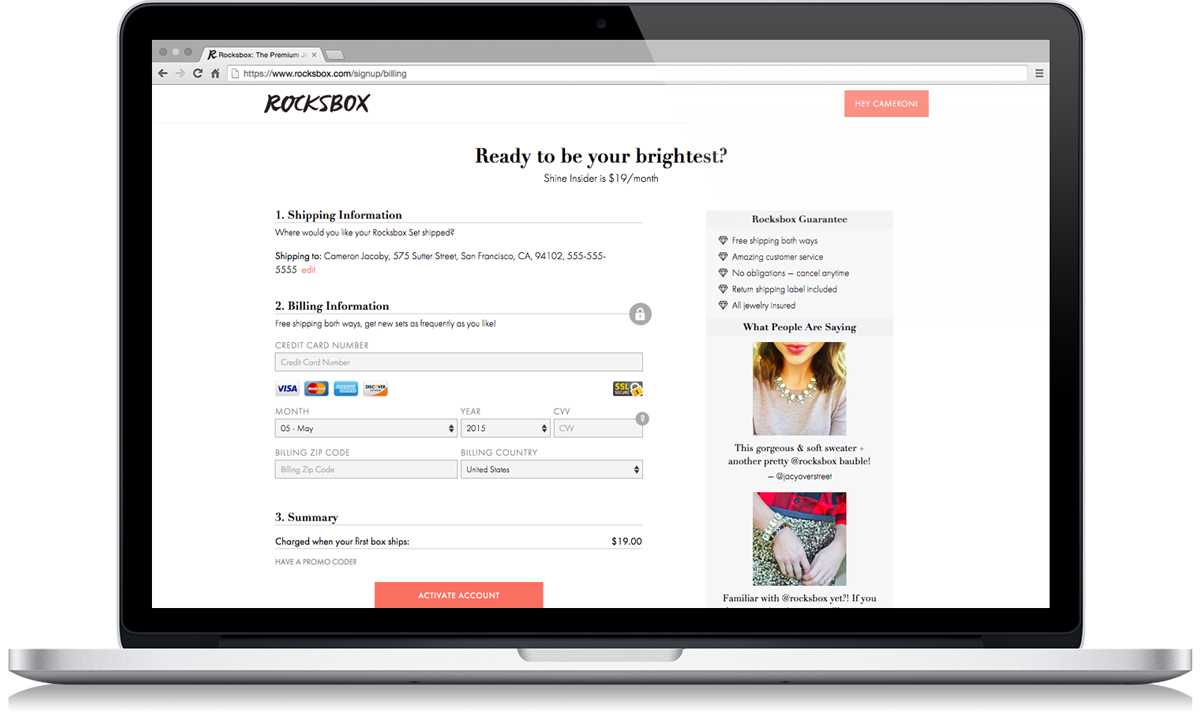 Rocksbox: The Premium J
https://www.rocksbox.com/signup/billing
ROCKSBOX
HEY CAMERON!
Ready to be your brightest?
Shine Insider is $19/month
1. Shipping Information
Where would you like your Rocksbox Set shipped?
Shipping to: Cameron Jacoby, 575 Sutter Street, San Francisco, CA, 94102, 555-555-
5555 edit
2. Billing Information
Free shipping both ways, get new sets as frequently as you like!
CREDIT CARD NUMBER
Credit Card Number
VISA MasterCard AMERICAN EXPRESS DISCOVER SSL SECURE
MONTH YEAR CVV
05 - May 2015 CVV ?
BILLING ZIP CODE BILLING COUNTRY
Billing Zip Code United States
3. Summary
Charged when your first box ships: $19.00
HAVE A PROMO CODE?
ACTIVATE ACCOUNT
Rocksbox Guarantee
Free shipping both ways
Amazing customer service
No obligations — cancel anytime
Return shipping label included
All jewelry insured
What People Are Saying
This gorgeous & soft sweater +
another pretty @rocksbox bauble!
— @jacyoverstreet
Familiar with @rocksbox yet?! If you